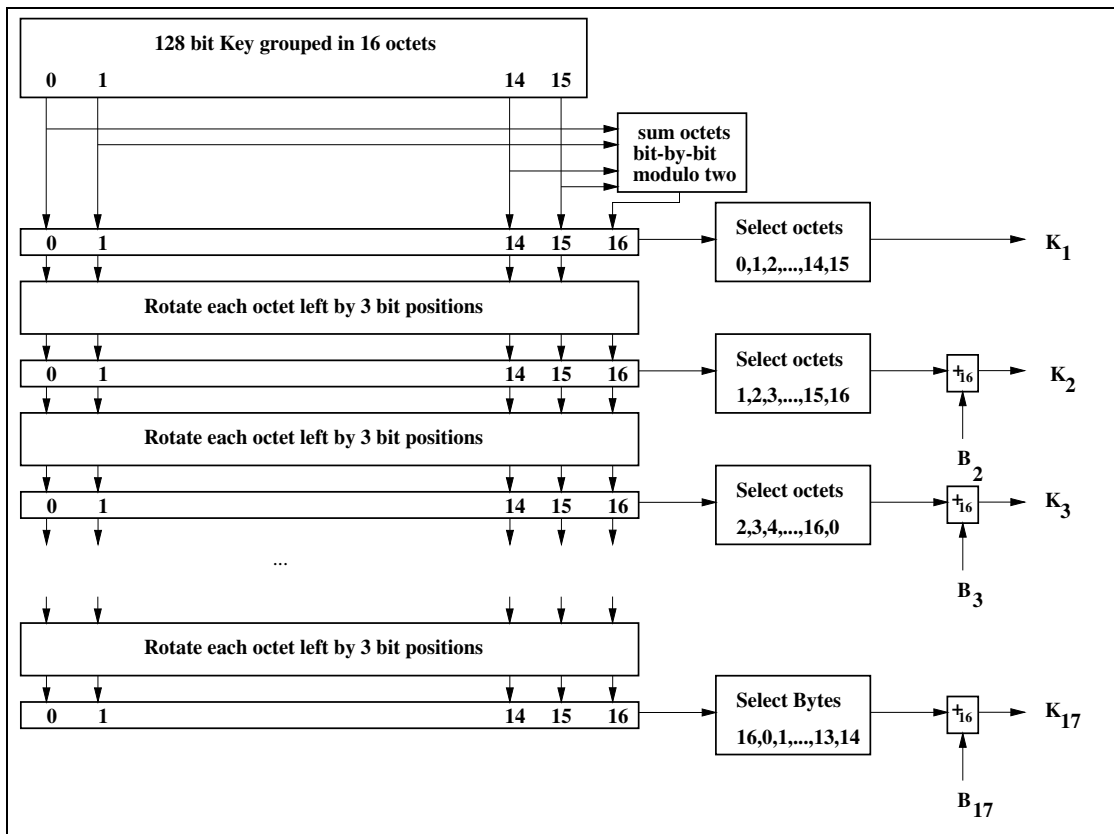 128 bit Key grouped in 16 octets
0 1 14 15
sum octets
bit-by-bit
modulo two
0 1 14 15 16
Select octets
0,1,2,...,14,15
K1
Rotate each octet left by 3 bit positions
0 1 14 15 16
Select octets
1,2,3,...,15,16
+16
K2
B2
Rotate each octet left by 3 bit positions
0 1 14 15 16
Select octets
2,3,4,...,16,0
+16
K3
B3
...
Rotate each octet left by 3 bit positions
0 1 14 15 16
Select Bytes
16,0,1,...,13,14
+16
K17
B17